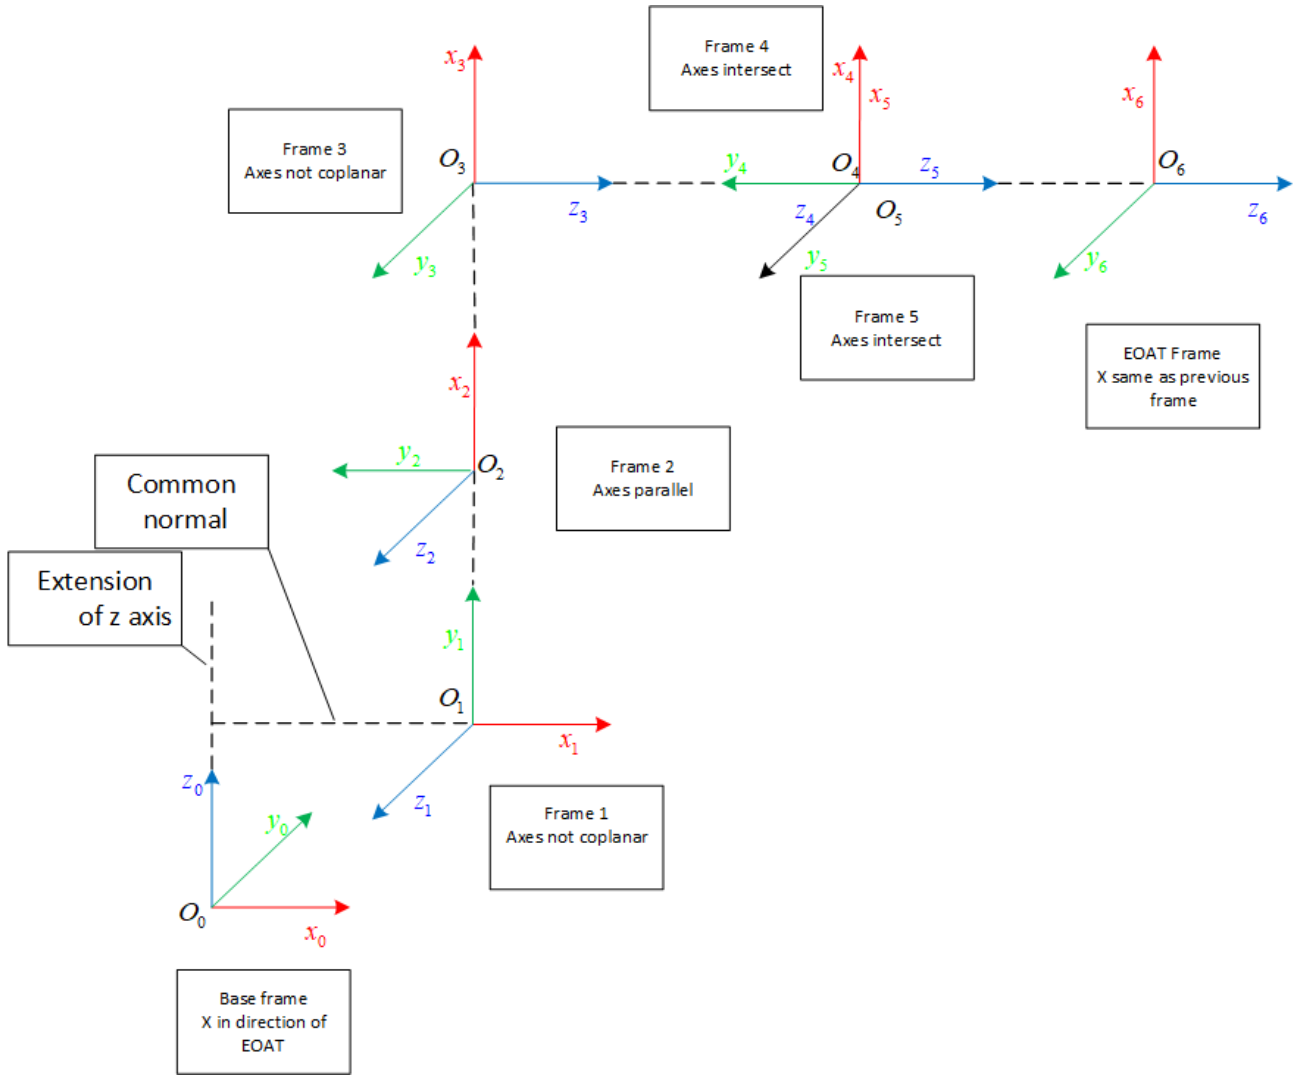 Frame 4
Axes intersect
x3
x4
x5
x6
Frame 3
Axes not coplanar
O3
y4
O4
z5
O6
z3
z4
O5
z6
y3
y5
y6
Frame 5
Axes intersect
EOAT Frame
X same as previous
frame
x2
y2
O2
Frame 2
Axes parallel
z2
Common
normal
Extension
of z axis
y1
O1
x1
z0
z1
y0
Frame 1
Axes not coplanar
O0
x0
Base frame
X in direction of
EOAT